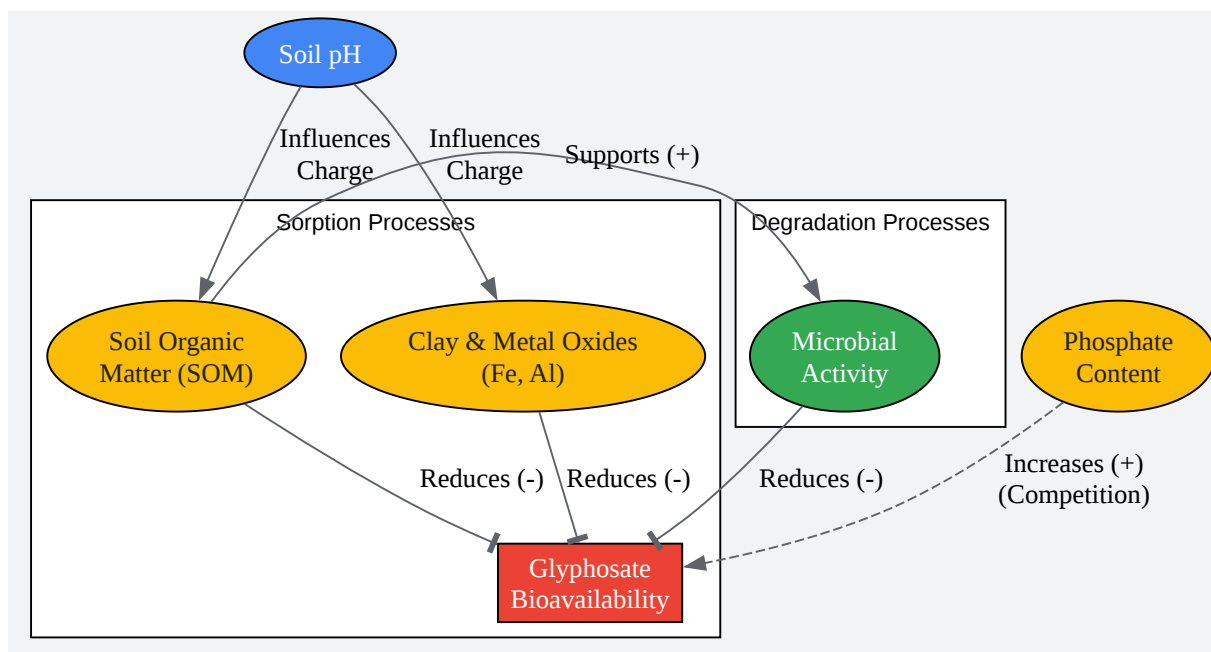 Soil pH
Influences
Charge
Influences
Charge
Supports (+)
Sorption Processes
Degradation Processes
Soil Organic
Matter (SOM)
Clay & Metal Oxides
(Fe, Al)
Microbial
Activity
Phosphate
Content
Reduces (-)
Reduces (-)
Reduces (-)
Increases (+)
(Competition)
Glyphosate
Bioavailability